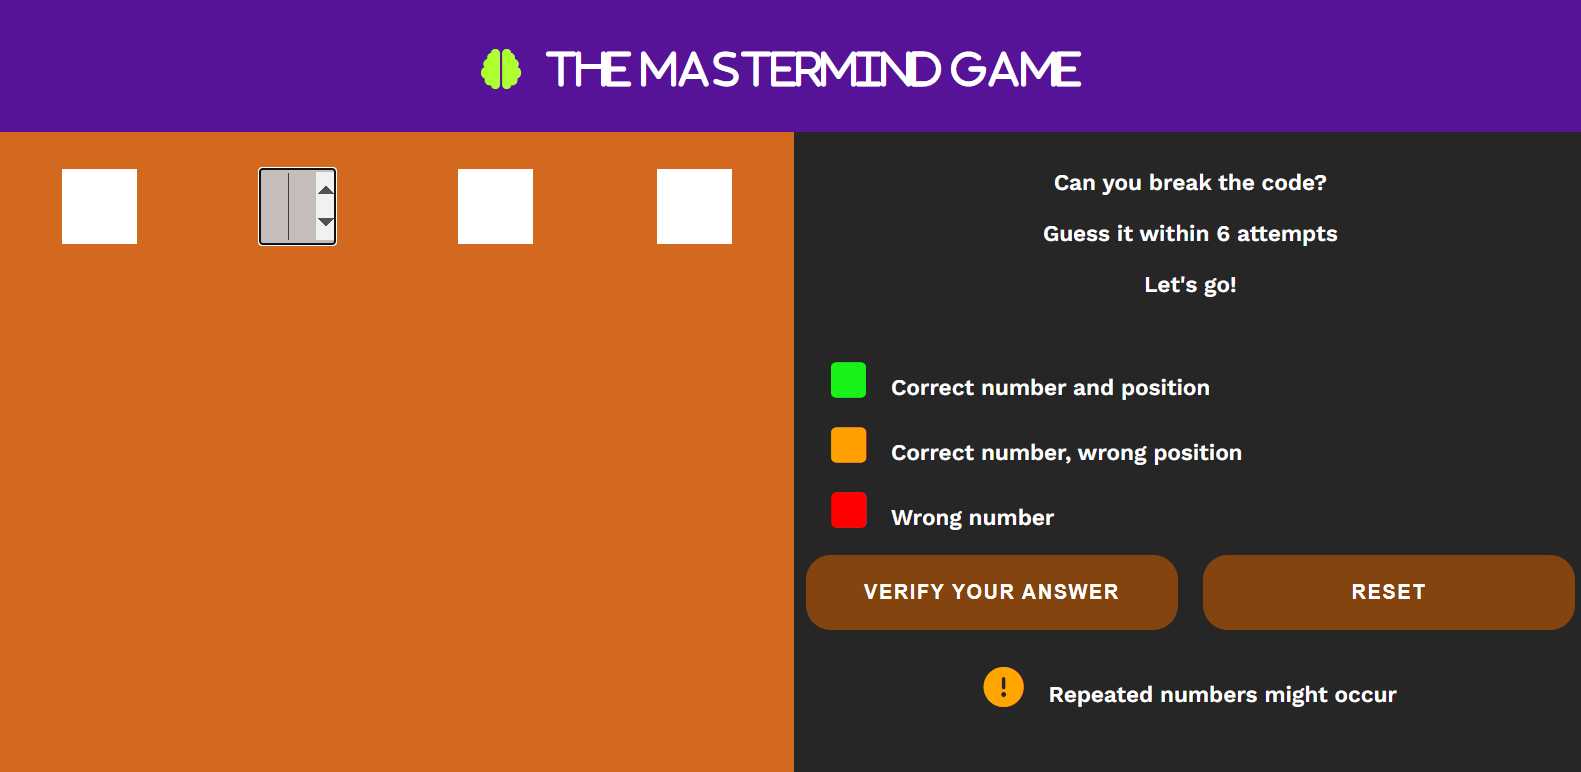 THE MASTERMIND GAME
Can you break the code?
Guess it within 6 attempts
Let's go!
Correct number and position
Correct number, wrong position
Wrong number
VERIFY YOUR ANSWER
RESET
Repeated numbers might occur